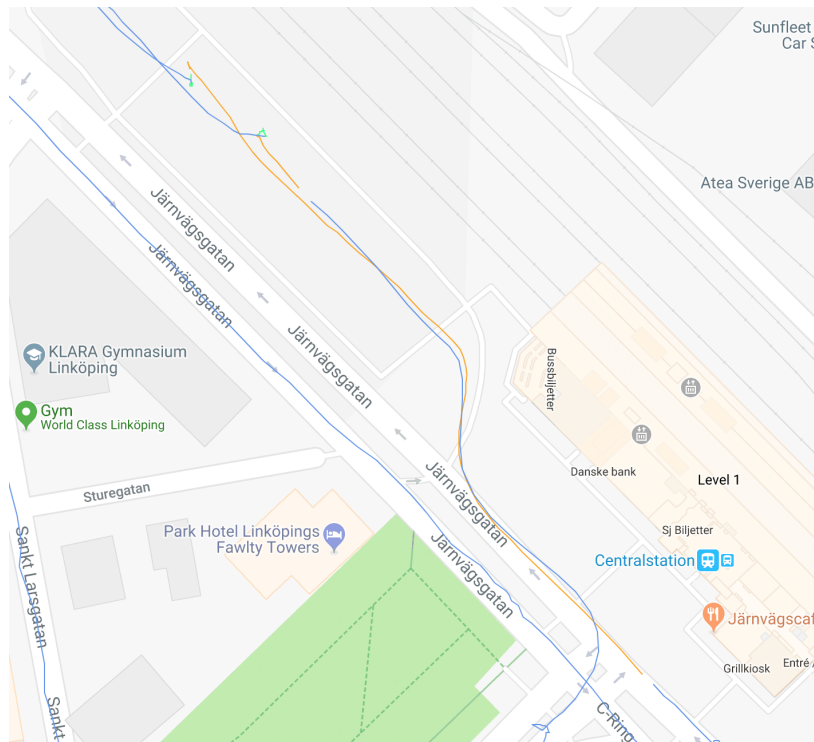 Sunfleet
Car S
Atea Sverige AB
Järnvägsgatan
Järnvägsgatan
Järnvägsgatan
KLARA Gymnasium
Linköping
Bussbiljetter
Gym
World Class Linköping
Danske bank
Level 1
Järnvägsgatan
Sturegatan
Park Hotel Linköpings
Fawlty Towers
Sj Biljetter
Järnvägsgatan
Centralstation
Sankt Larsgatan
Järnvägscaf
Grillkiosk
Entré /
Sankt
C-Ring